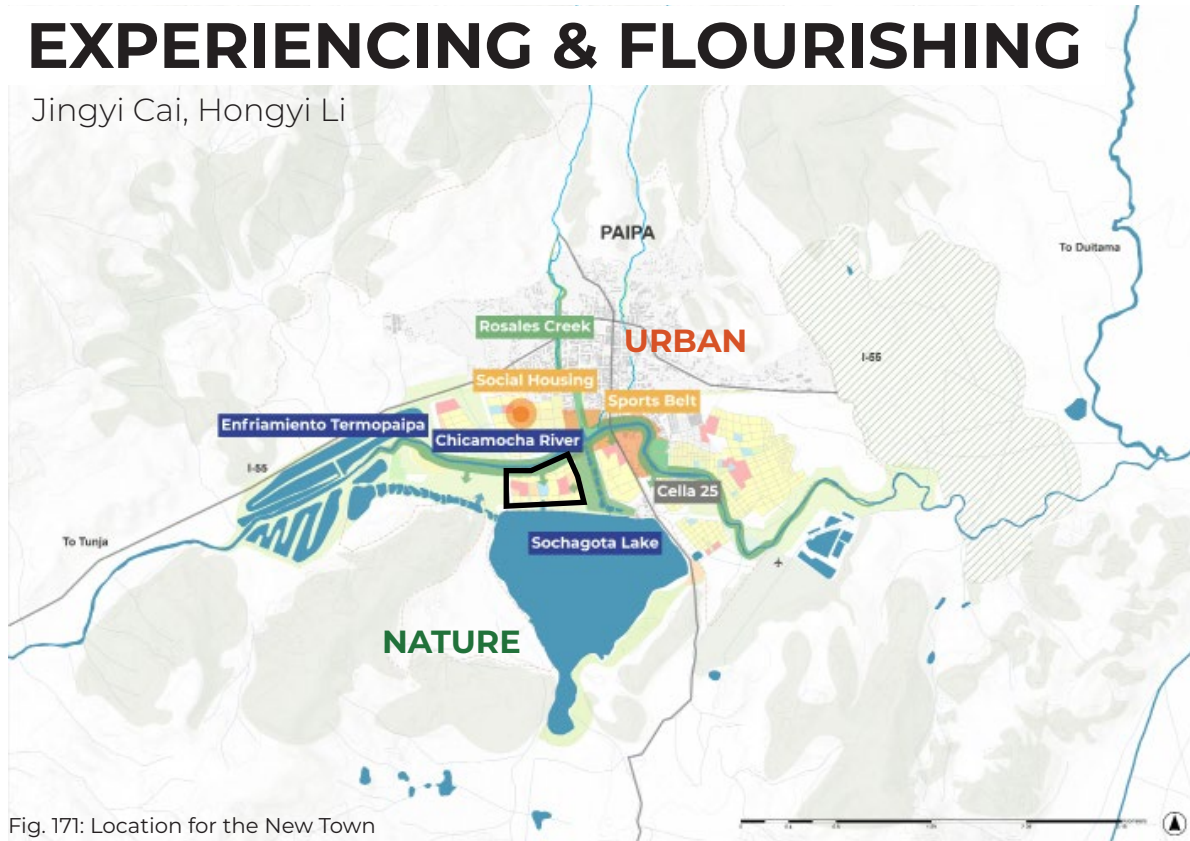 EXPERIENCING & FLOURISHING
Jingyi Cai, Hongyi Li
PAIPA
To Duitama
Rosales Creek
URBAN
I-55
Social Housing
Sports Belt
Enfriamiento Termopaipa
Chicamocha River
I-55
Cella 25
To Tunja
Sochagota Lake
NATURE
Fig. 171: Location for the New Town